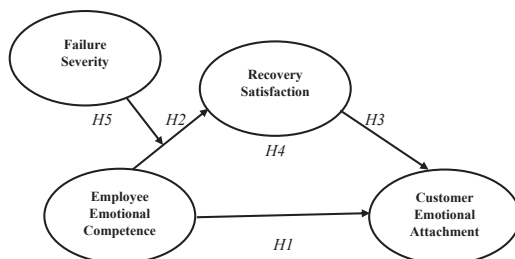 Failure
Severity
Recovery
Satisfaction
H5
H2
H3
H4
Employee
Emotional
Competence
Customer
Emotional
Attachment
H1